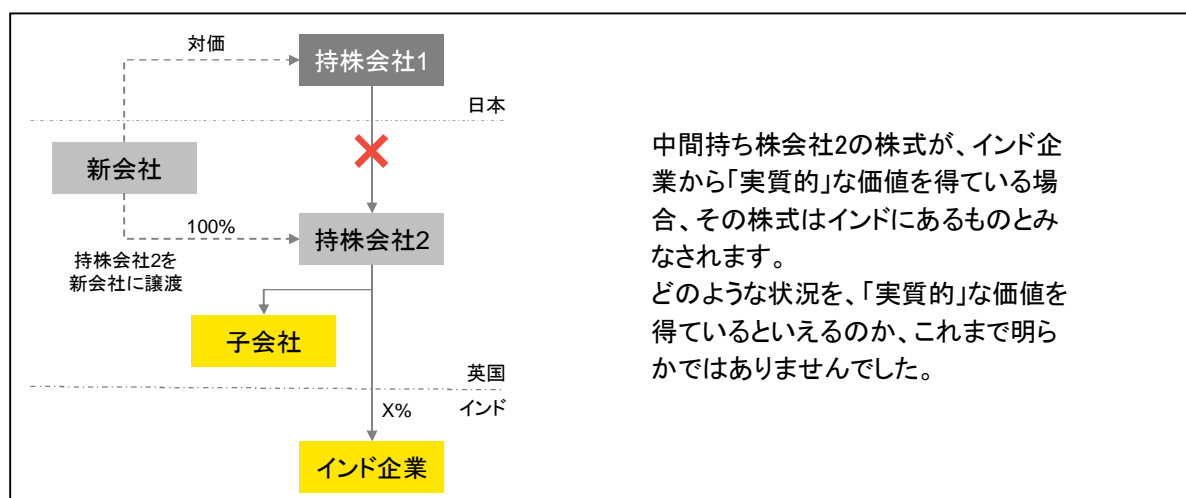 対価
持株会社1
日本
新会社
100%
持株会社2
持株会社2を
新会社に譲渡
子会社
英国
インド
X%
インド企業
中間持ち株会社2の株式が、インド企
業から「実質的」な価値を得ている場
合、その株式はインドにあるものとみ
なされます。
どのような状況を、「実質的」な価値を
得ているといえるのか、これまで明ら
かではありませんでした。